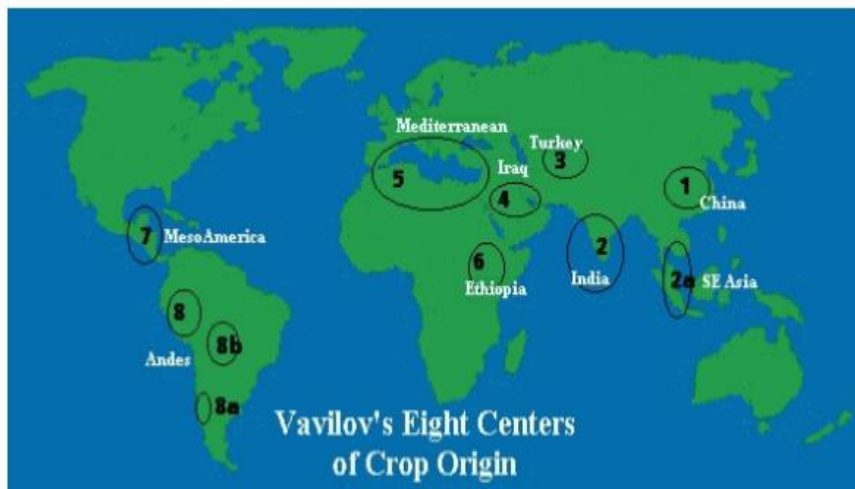 Mediterranean
Turkey
3
Iraq
5
4
1
China
7
MesoAmerica
6
2
Ethiopia
India
2a
SE Asia
8
8b
Andes
8a
Vavilov's Eight Centers
of Crop Origin